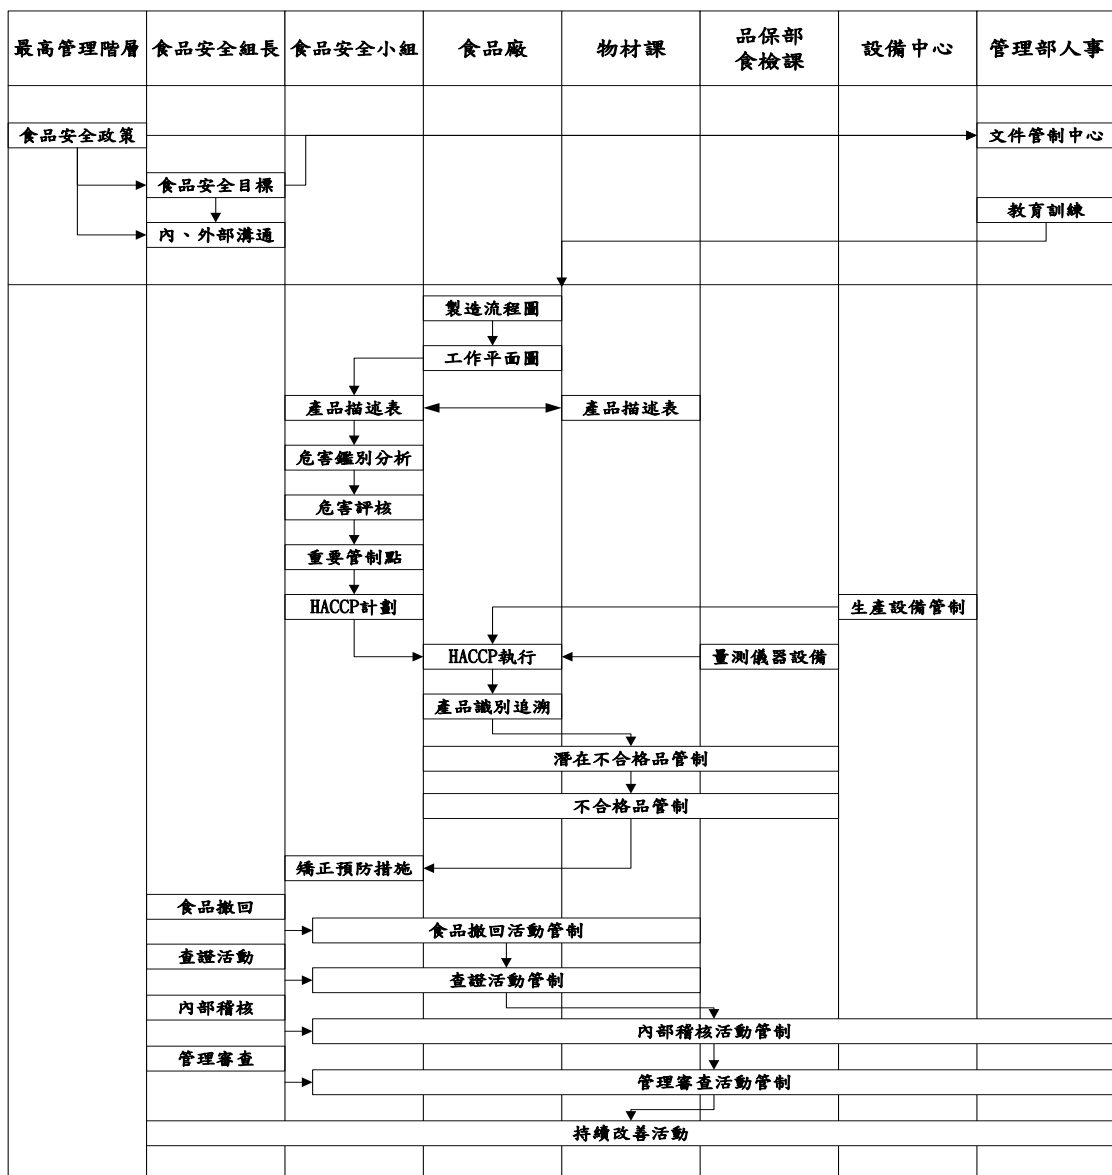 最高管理階層
食品安全組長
食品安全小組
食品廠
物材課
品保部
食檢課
設備中心
管理部人事
食品安全政策
文件管制中心
食品安全目標
教育訓練
內、外部溝通
製造流程圖
工作平面圖
產品描述表
產品描述表
危害鑑別分析
危害評核
重要管制點
HACCP計劃
生產設備管制
HACCP執行
量測儀器設備
產品識別追溯
潛在不合格品管制
不合格品管制
矯正預防措施
食品撤回
食品撤回活動管制
查證活動
查證活動管制
內部稽核
內部稽核活動管制
管理審查
管理審查活動管制
持續改善活動